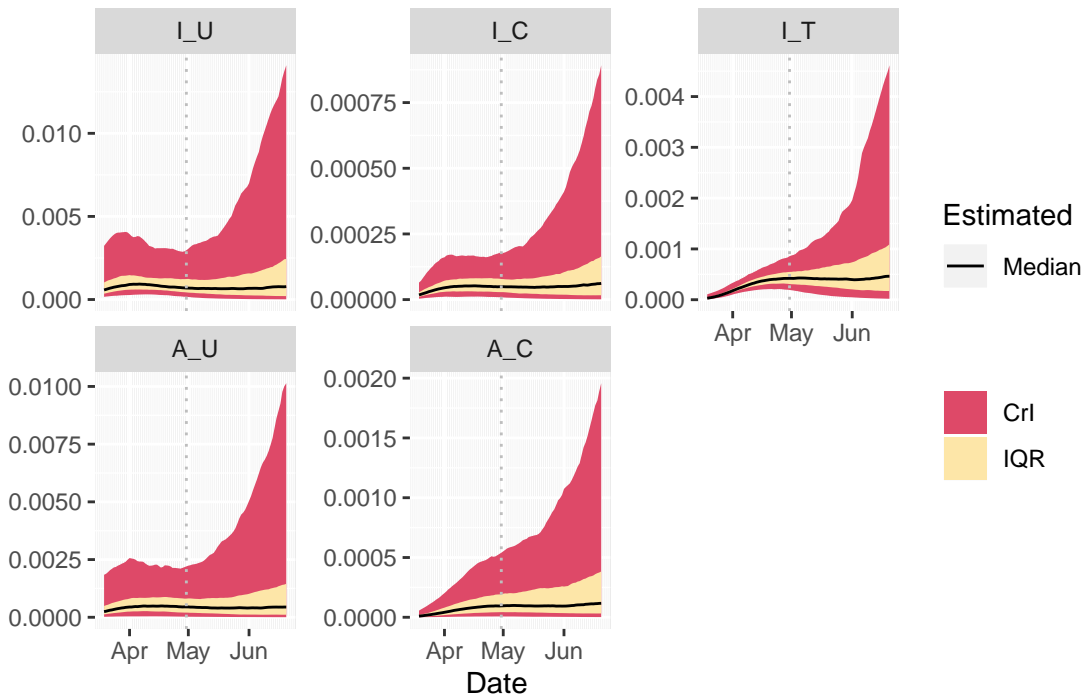 I_U
I_C
I_T
0.010
0.005
0.000
0.00075
0.00050
0.00025
0.00000
0.004
0.003
0.002
0.001
0.000
Apr May Jun
A_U
A_C
0.0100
0.0075
0.0050
0.0025
0.0000
0.0020
0.0015
0.0010
0.0005
0.0000
Apr May Jun
Apr May Jun
Date
Estimated
Median
CrI
IQR